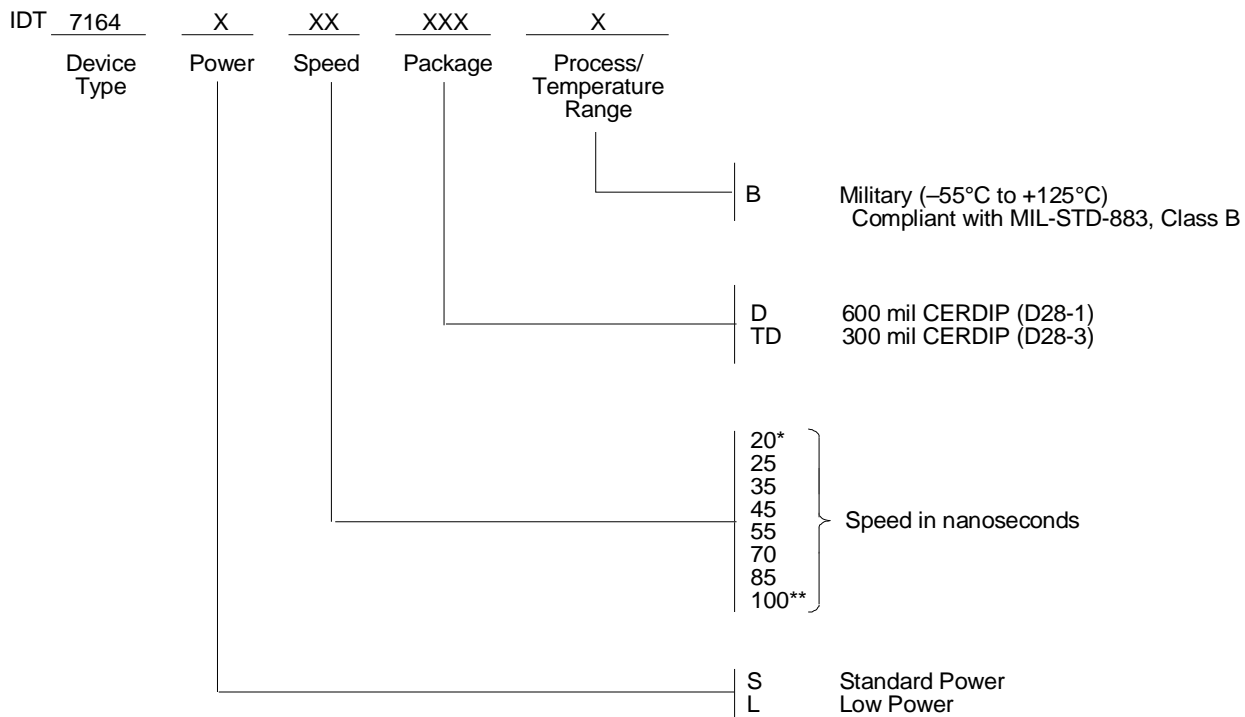 IDT 7164 X XX XXX X
Device Type
Power
Speed
Package
Process/
Temperature
Range
B Military (–55°C to +125°C)
Compliant with MIL-STD-883, Class B
D 600 mil CERDIP (D28-1)
TD 300 mil CERDIP (D28-3)
20*
25
35
45
55
70
85
100**
Speed in nanoseconds
S Standard Power
L Low Power